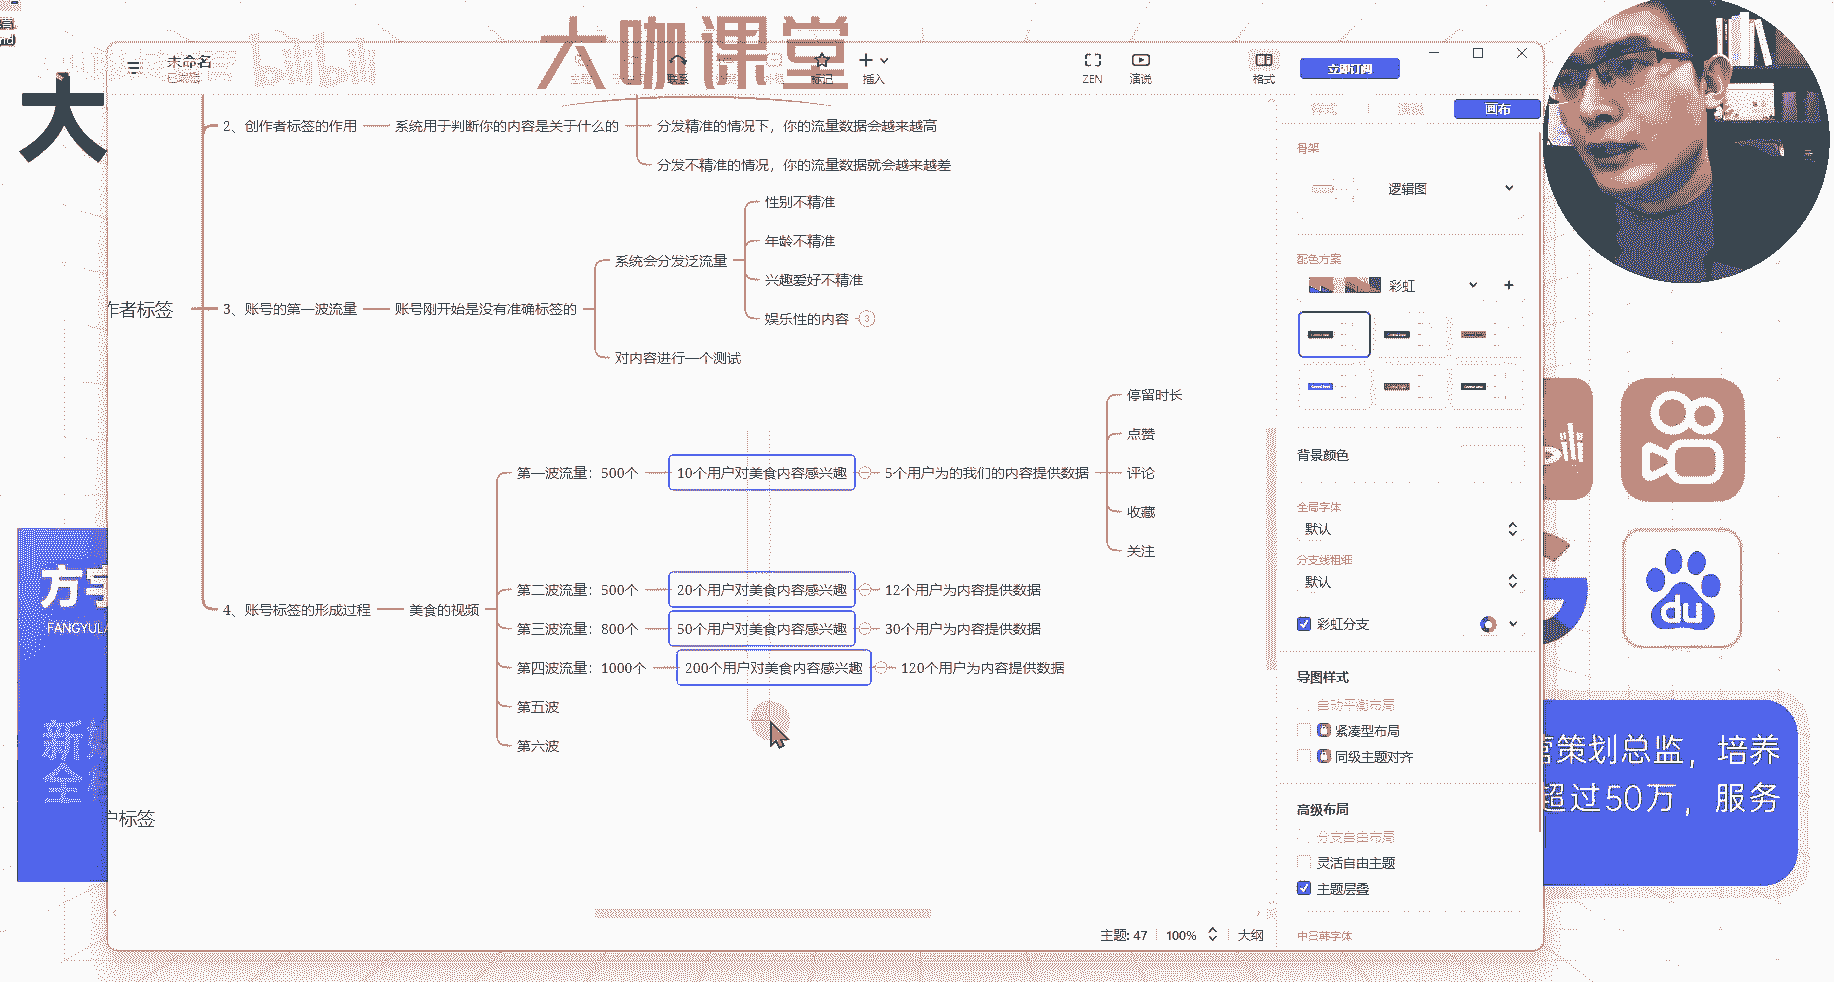 大咖课堂
bilibili
大
未命名
联系
标记
插入
ZEN
演说
格式
立即订阅
画布
2、创作者标签的作用
系统用于判断你的内容是关于什么的
分发精准的情况下，你的流量数据会越来越高
分发不精准的情况，你的流量数据就会越来越差
作者标签
3、账号的第一波流量
账号刚开始是没有准确标签的
系统会分发泛流量
性别不精准
年龄不精准
兴趣爱好不精准
娱乐性的内容
3
对内容进行一个测试
4、账号标签的形成过程
美食的视频
第一波流量：500个
10个用户对美食内容感兴趣
5个用户为的我们的内容提供数据
停留时长
点赞
评论
收藏
关注
第二波流量：500个
20个用户对美食内容感兴趣
12个用户为内容提供数据
第三波流量：800个
50个用户对美食内容感兴趣
30个用户为内容提供数据
第四波流量：1000个
200个用户对美食内容感兴趣
120个用户为内容提供数据
第五波
第六波
户标签
骨架
逻辑图
配色方案
彩虹
背景颜色
全局字体
默认
分支线粗细
默认
彩虹分支
导图样式
自动平衡布局
紧凑型布局
同级主题对齐
高级布局
分支自由布局
灵活自由主题
主题层叠
中日韩字体
主题: 47
100%
大纲
方宇
FANGYULA
新媒
全
du
营策划总监，培养
超过50万，服务